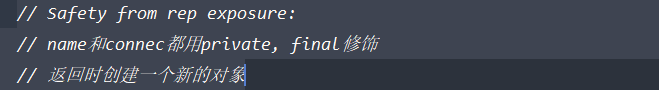 // Safety from rep exposure:
// name和connec都用private, final修饰
// 返回时创建一个新的对象